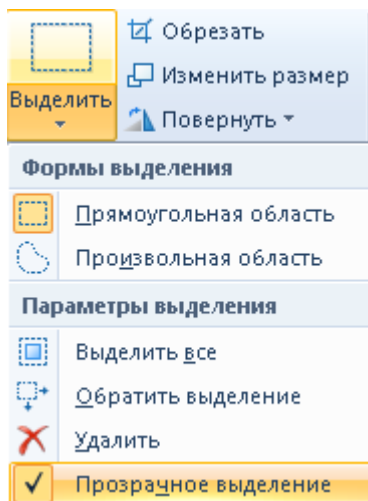 Обрезать
Изменить размер
Выделить
Повернуть
Формы выделения
Прямоугольная область
Произвольная область
Параметры выделения
Выделить все
Обратить выделение
Удалить
Прозрачное выделение